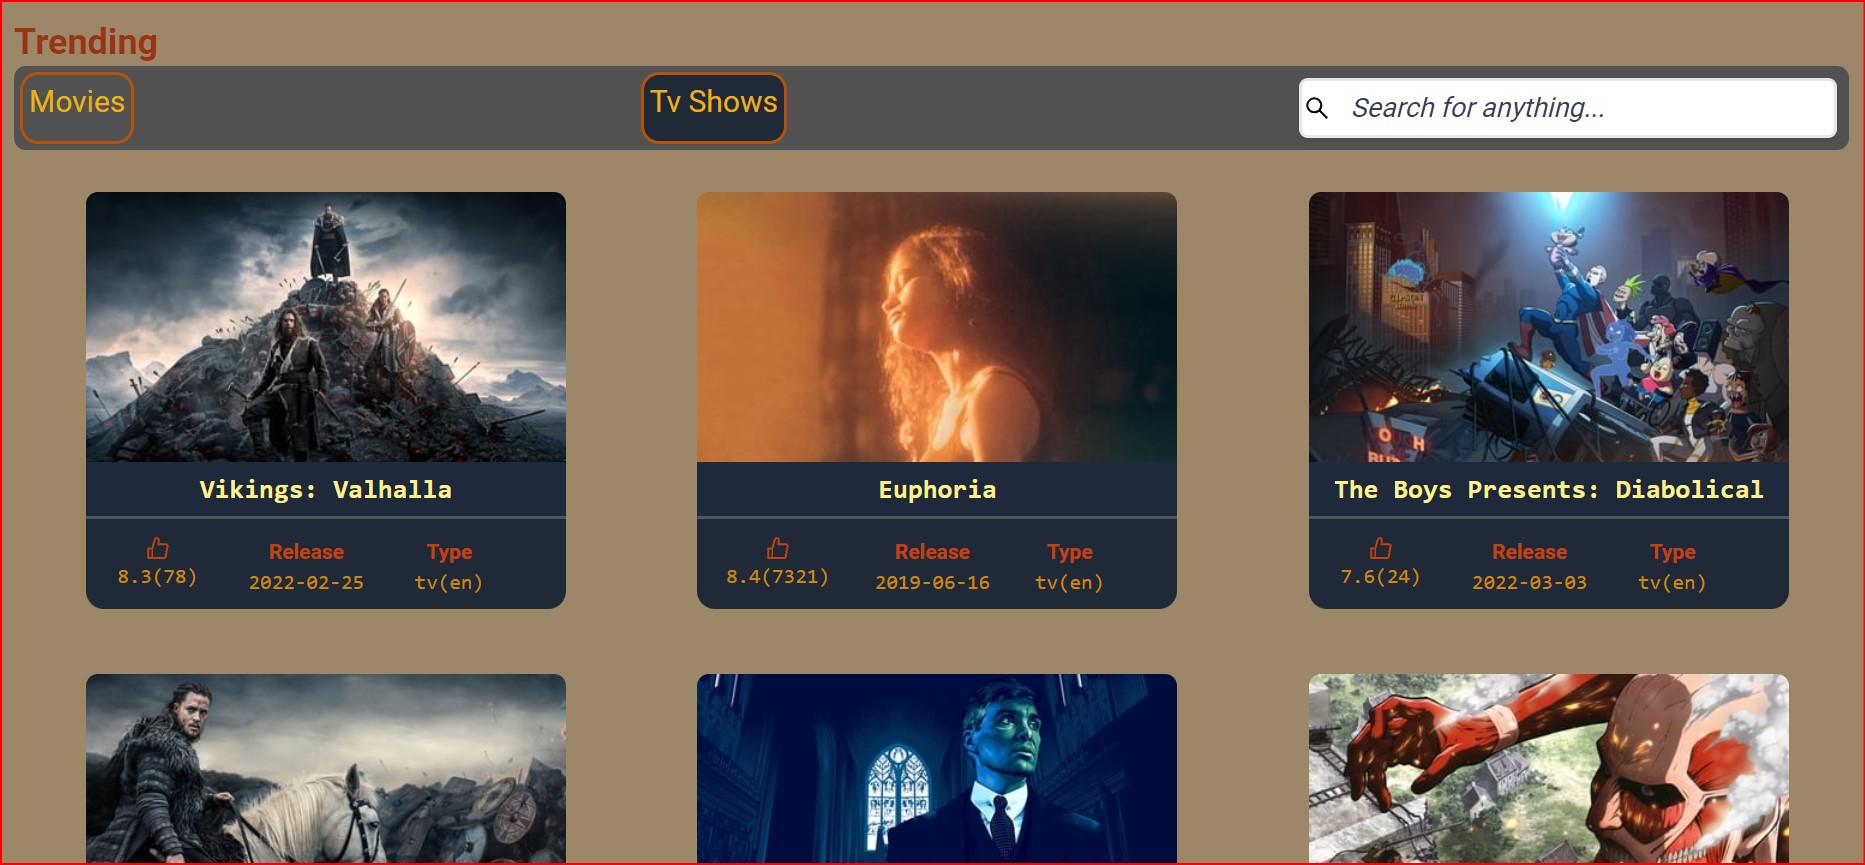 Trending
Movies
Tv Shows
Search for anything...
Vikings: Valhalla
Release
Type
8.3(78)
2022-02-25
tv(en)
Euphoria
Release
Type
8.4(7321)
2019-06-16
tv(en)
The Boys Presents: Diabolical
Release
Type
7.6(24)
2022-03-03
tv(en)